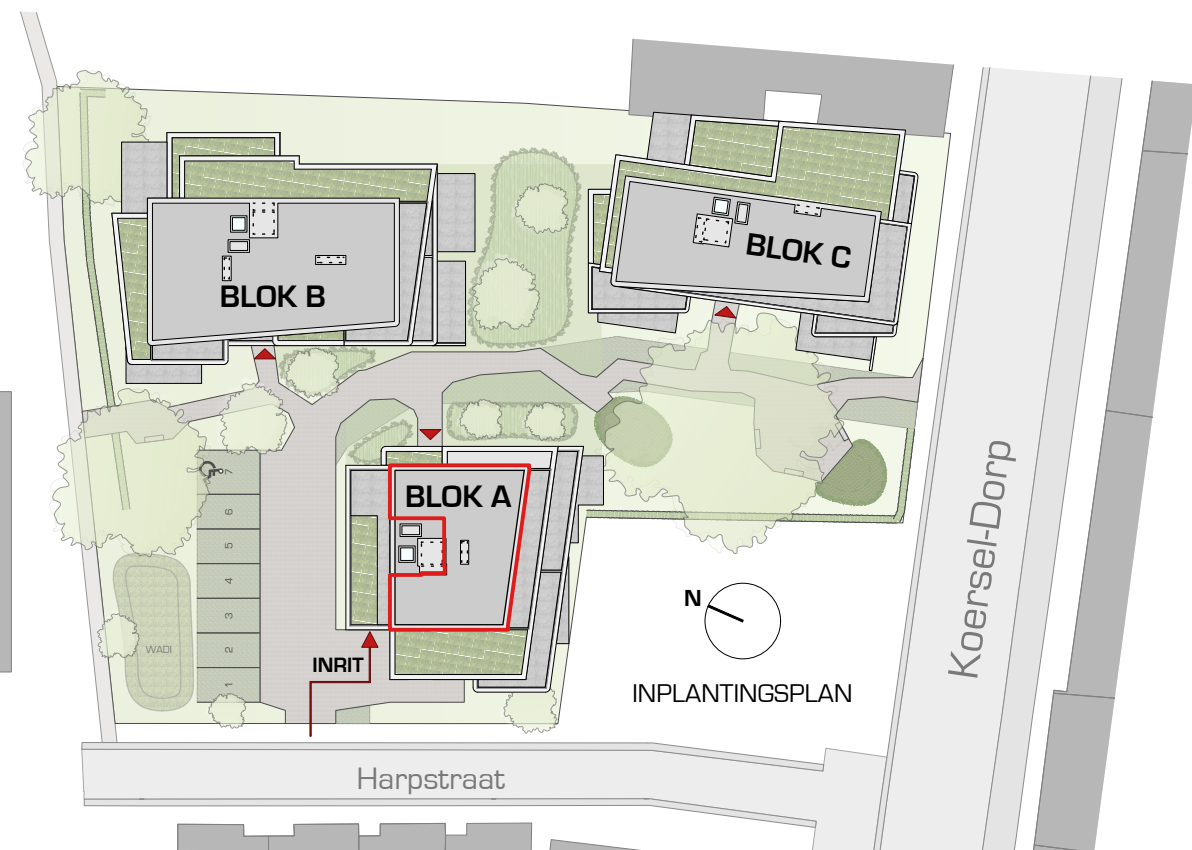 BLOK B
BLOK C
BLOK A
7
6
5
4
3
2
1
WADI
INRIT
N
INPLANTINGSPLAN
Koersel-Dorp
Harpstraat